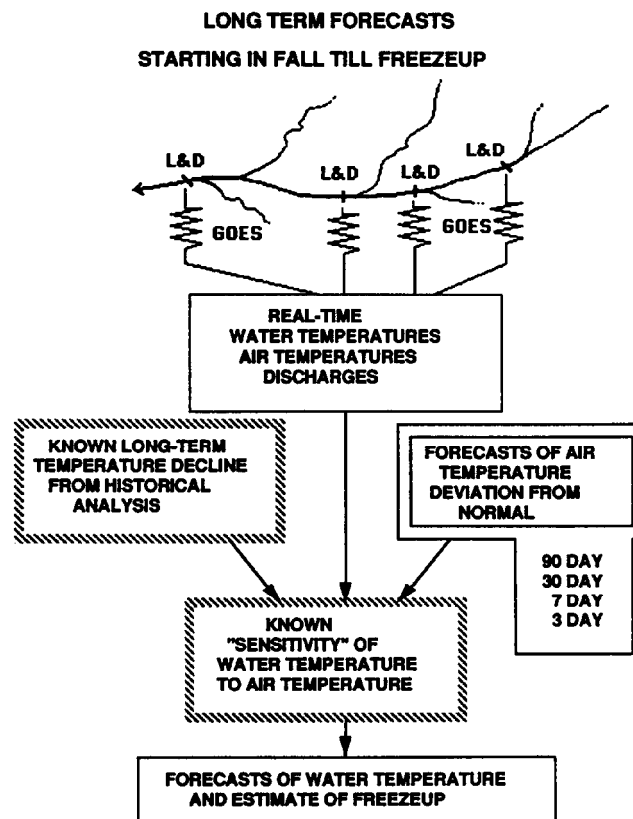 LONG TERM FORECASTS
STARTING IN FALL TILL FREEZEUP
L&D
L&D
L&D
L&D
GOES
GOES
REAL-TIME
WATER TEMPERATURES
AIR TEMPERATURES
DISCHARGES
KNOWN LONG-TERM
TEMPERATURE DECLINE
FROM HISTORICAL
ANALYSIS
FORECASTS OF AIR
TEMPERATURE
DEVIATION FROM
NORMAL
90 DAY
30 DAY
7 DAY
3 DAY
KNOWN
"SENSITIVITY" OF
WATER TEMPERATURE
TO AIR TEMPERATURE
FORECASTS OF WATER TEMPERATURE
AND ESTIMATE OF FREEZEUP